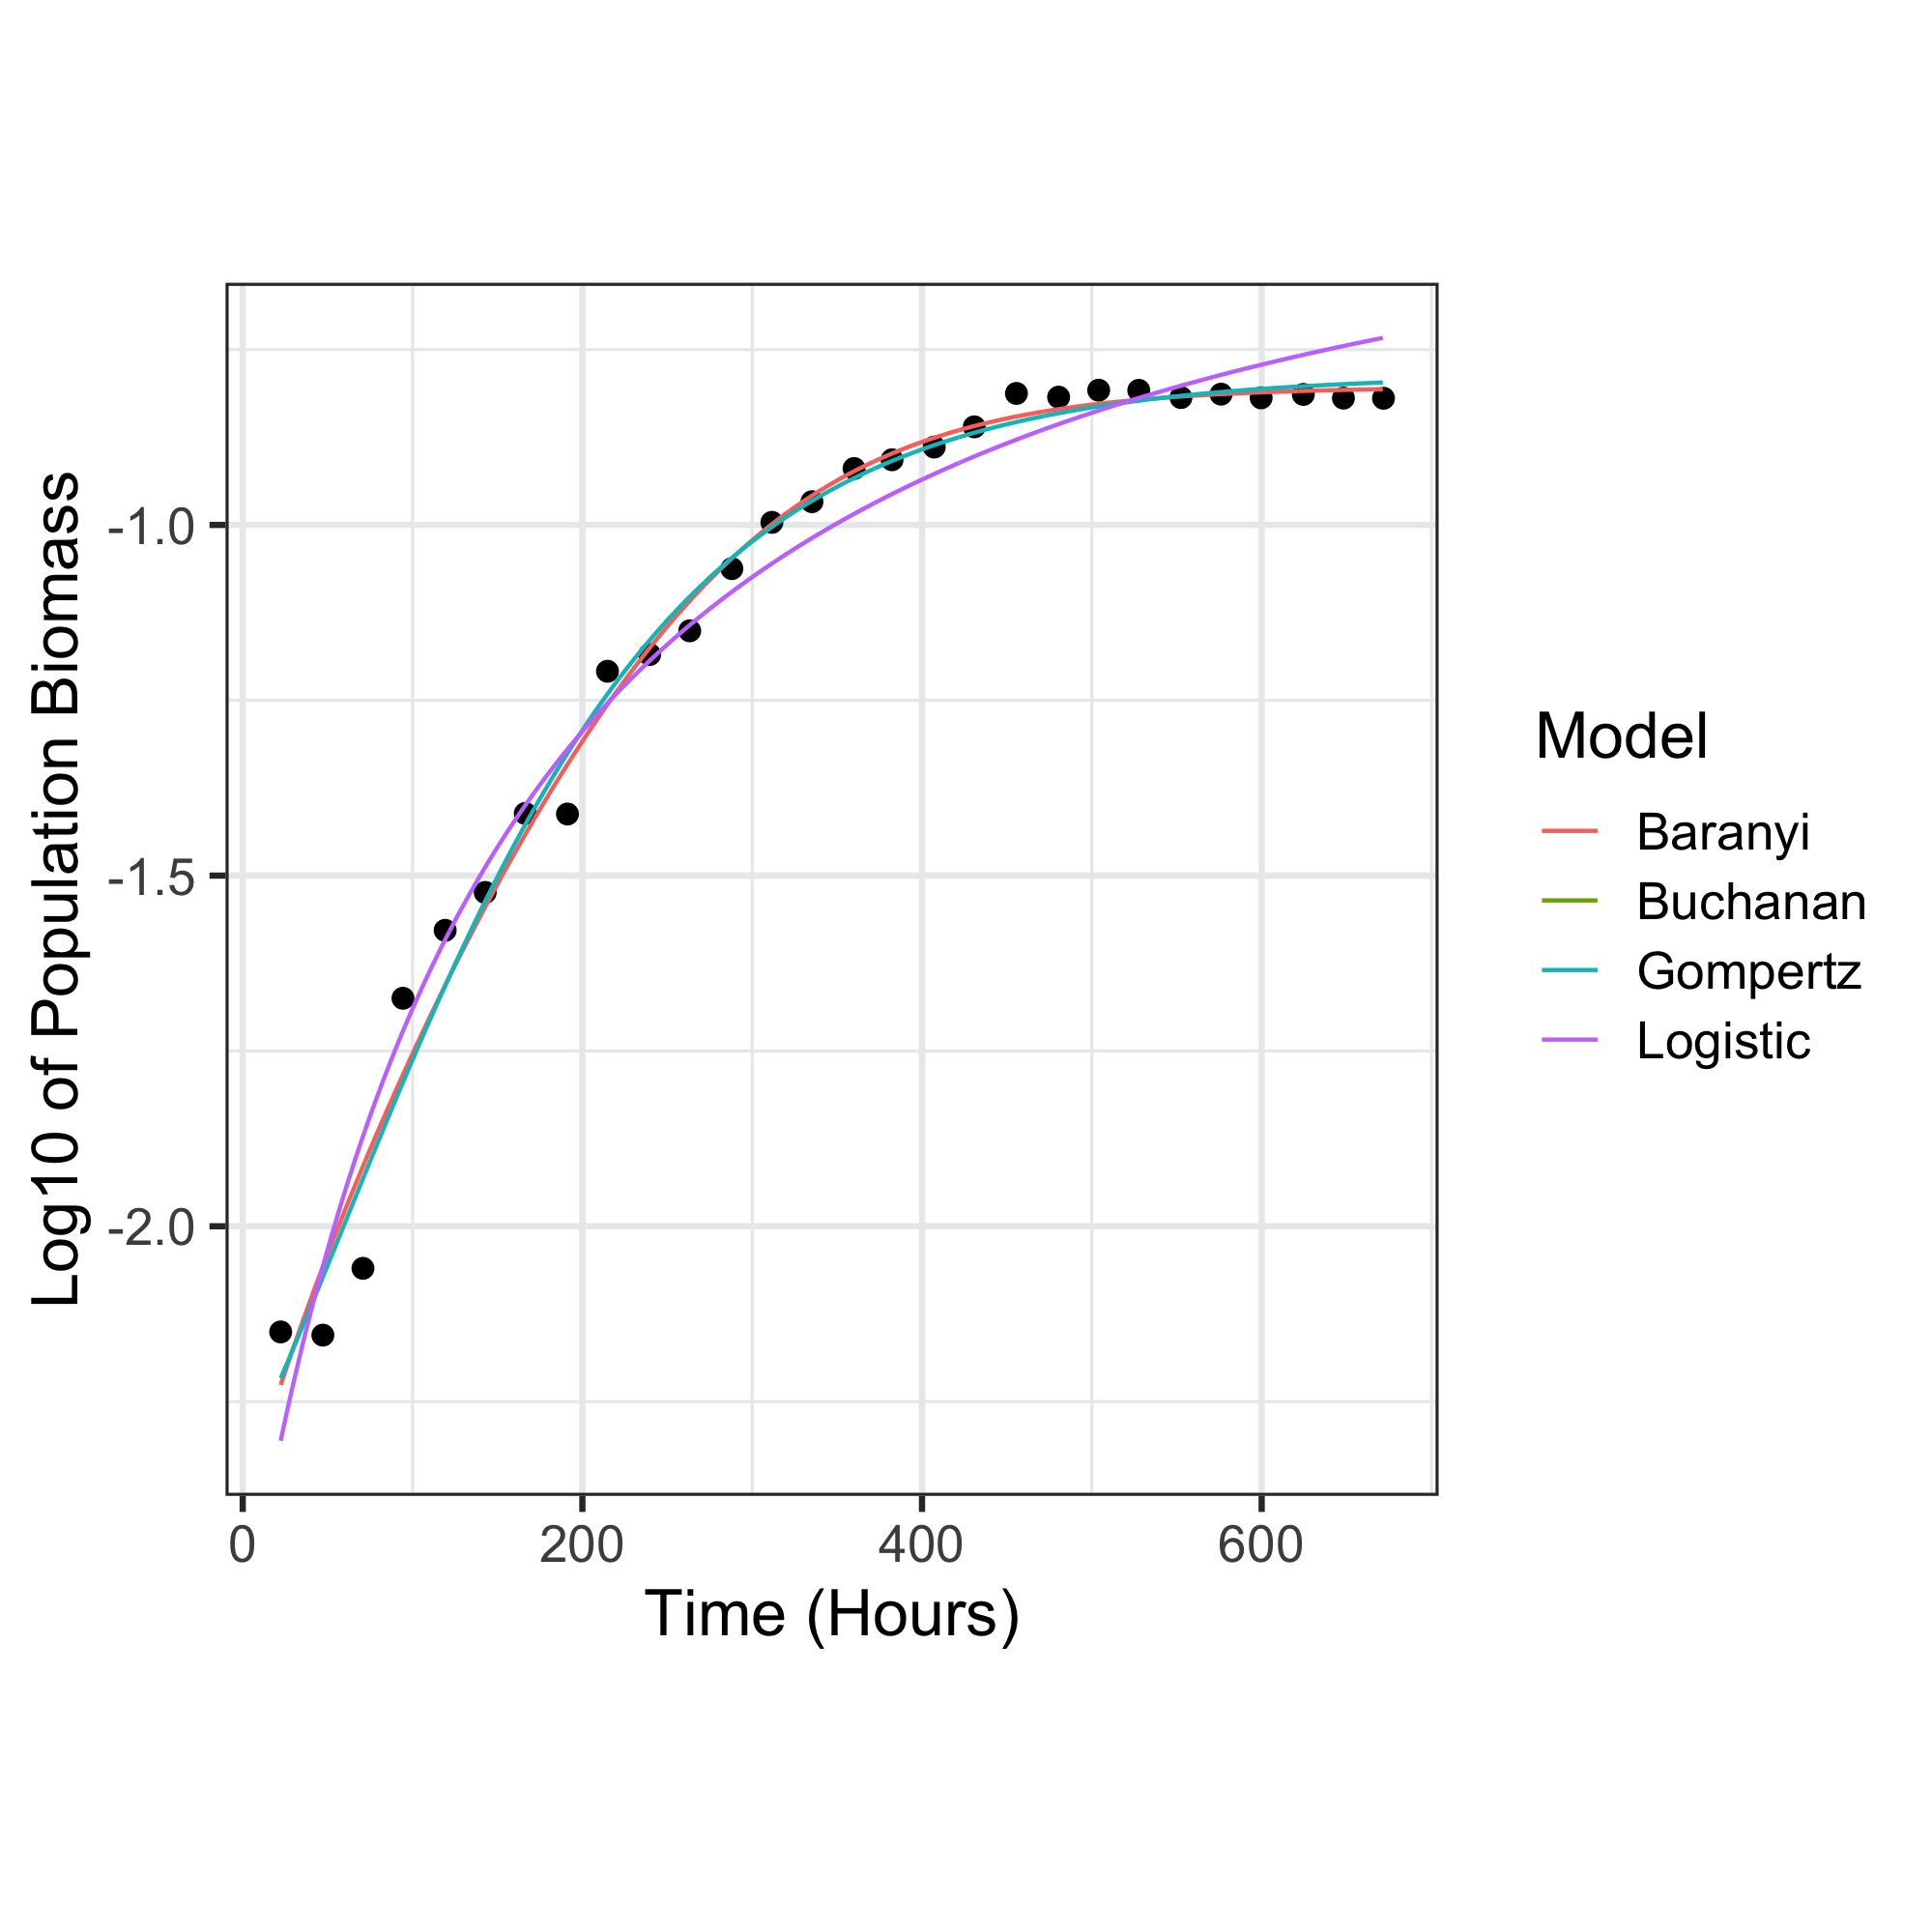 Log10 of Population Biomass
-1.0
-1.5
-2.0
0
200
400
600
Time (Hours)
Model
Baranyi
Buchanan
Gompertz
Logistic